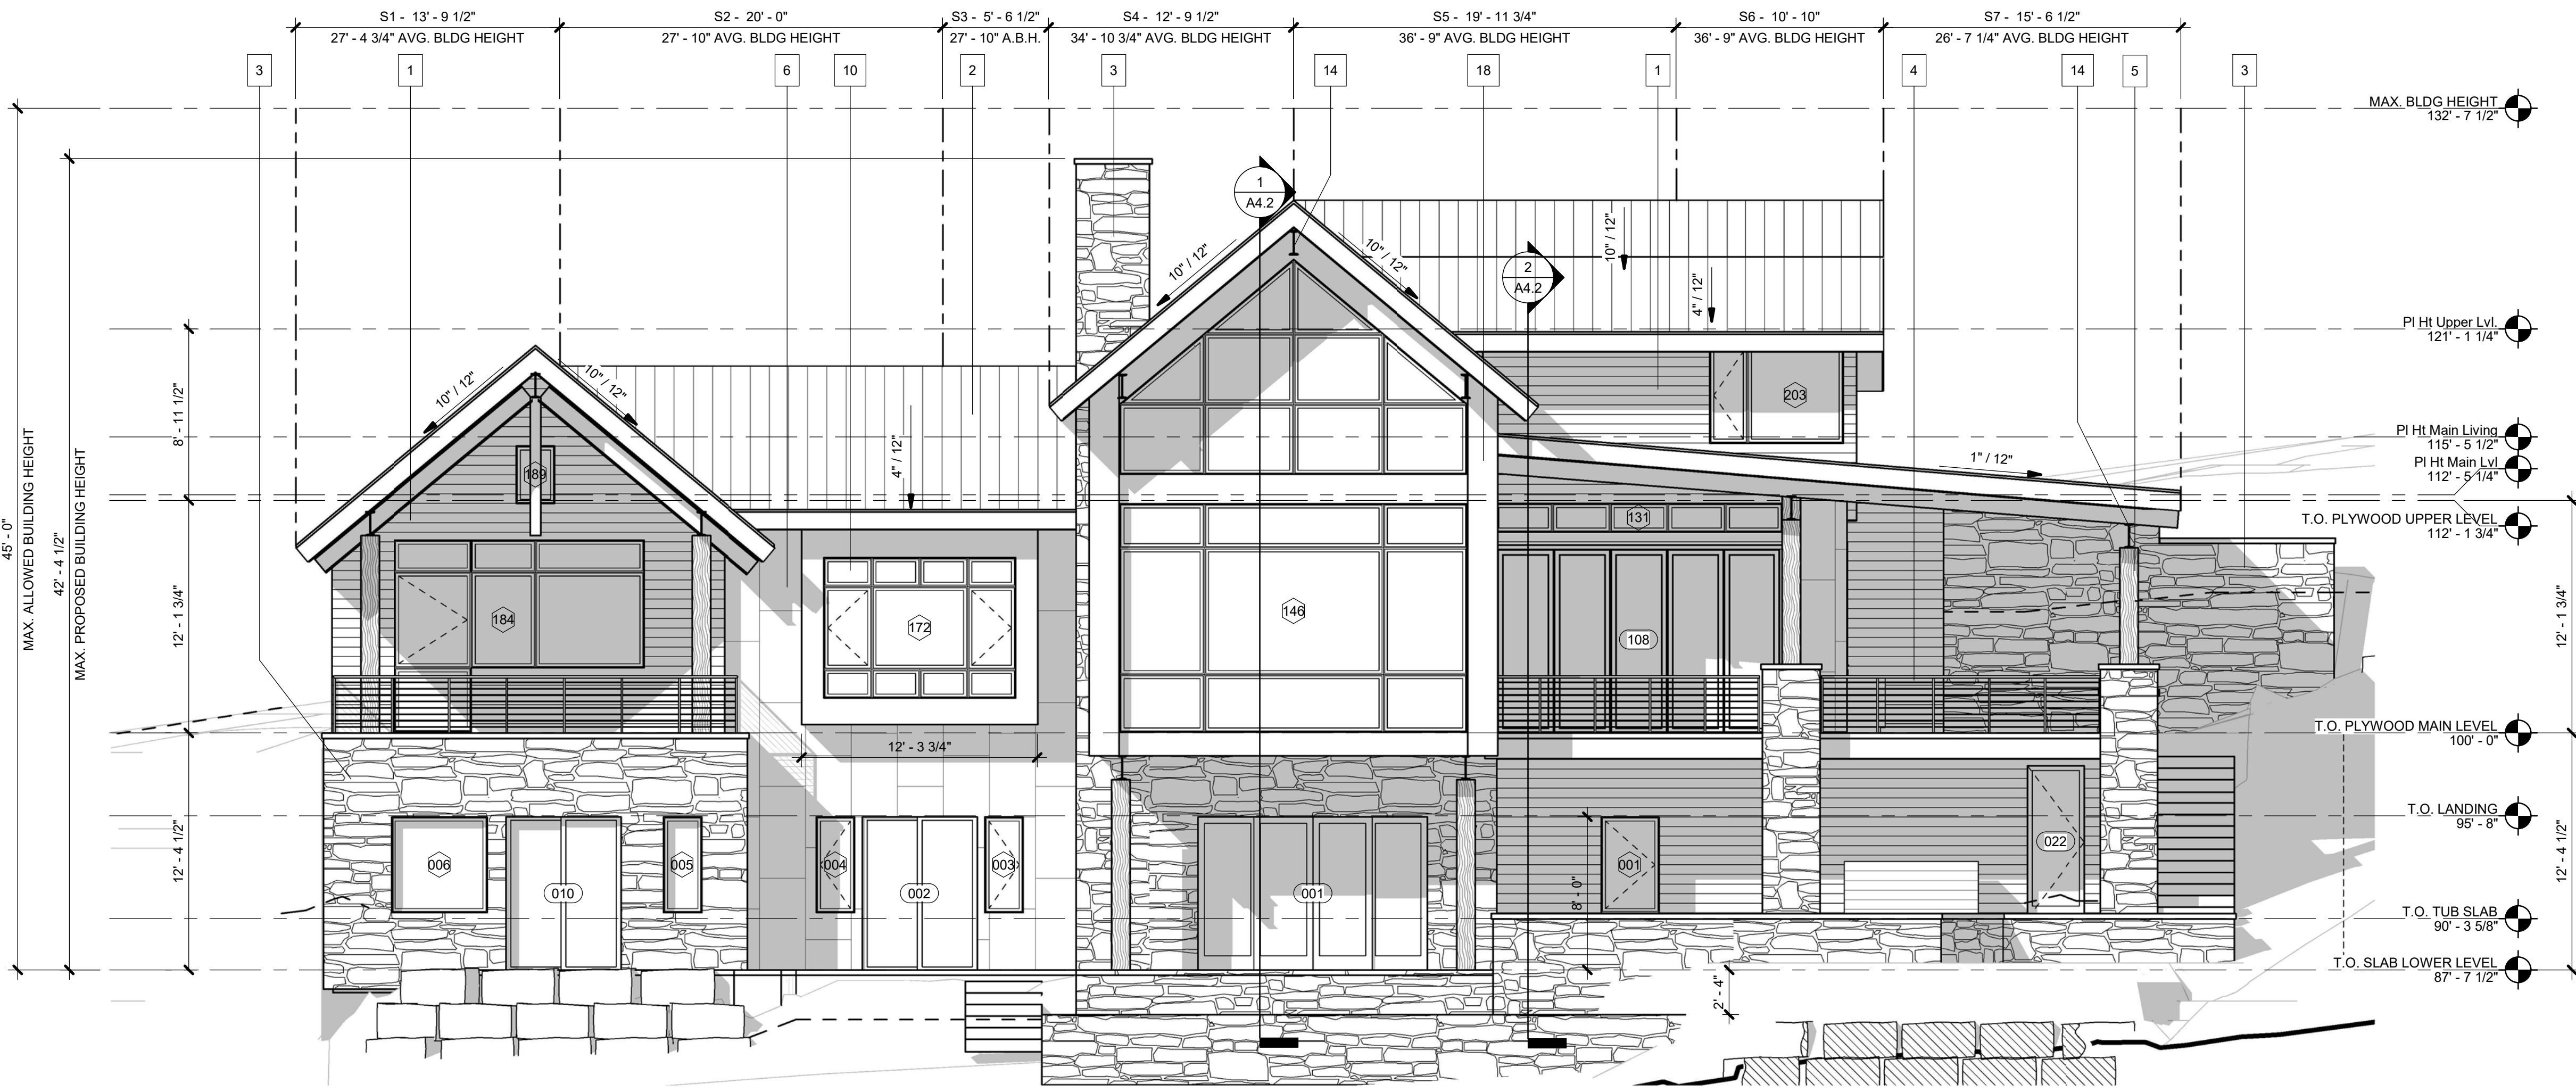 S1 - 13' - 9 1/2"
S2 - 20' - 0"
S3 - 5' - 6 1/2"
S4 - 12' - 9 1/2"
S5 - 19' - 11 3/4"
S6 - 10' - 10"
S7 - 15' - 6 1/2"
27' - 4 3/4" AVG. BLDG HEIGHT
27' - 10" AVG. BLDG HEIGHT
27' - 10" A.B.H.
34' - 10 3/4" AVG. BLDG HEIGHT
36' - 9" AVG. BLDG HEIGHT
36' - 9" AVG. BLDG HEIGHT
26' - 7 1/4" AVG. BLDG HEIGHT
3
1
6
10
2
3
14
18
1
4
14
5
3
MAX. BLDG HEIGHT
132' - 7 1/2"
1
A4.2
2
A4.2
10" / 12"
10" / 12"
10" / 12"
4" / 12"
Pl Ht Upper Lvl.
121' - 1 1/4"
10" / 12"
10" / 12"
4" / 12"
203
8' - 11 1/2"
Pl Ht Main Living
115' - 5 1/2"
Pl Ht Main Lvl
112' - 5 1/4"
1" / 12"
189
131
T.O. PLYWOOD UPPER LEVEL
112' - 1 3/4"
45' - 0"
MAX. ALLOWED BUILDING HEIGHT
42' - 4 1/2"
MAX. PROPOSED BUILDING HEIGHT
12' - 1 3/4"
184
172
146
108
12' - 1 3/4"
T.O. PLYWOOD MAIN LEVEL
100' - 0"
12' - 3 3/4"
T.O. LANDING
95' - 8"
12' - 4 1/2"
006
010
005
004
002
003
001
8' - 0"
001
022
12' - 4 1/2"
T.O. TUB SLAB
90' - 3 5/8"
T.O. SLAB LOWER LEVEL
87' - 7 1/2"
2' - 4"